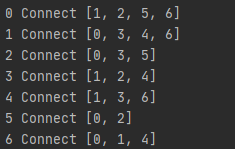 0 Connect [1, 2, 5, 6]
1 Connect [0, 3, 4, 6]
2 Connect [0, 3, 5]
3 Connect [1, 2, 4]
4 Connect [1, 3, 6]
5 Connect [0, 2]
6 Connect [0, 1, 4]